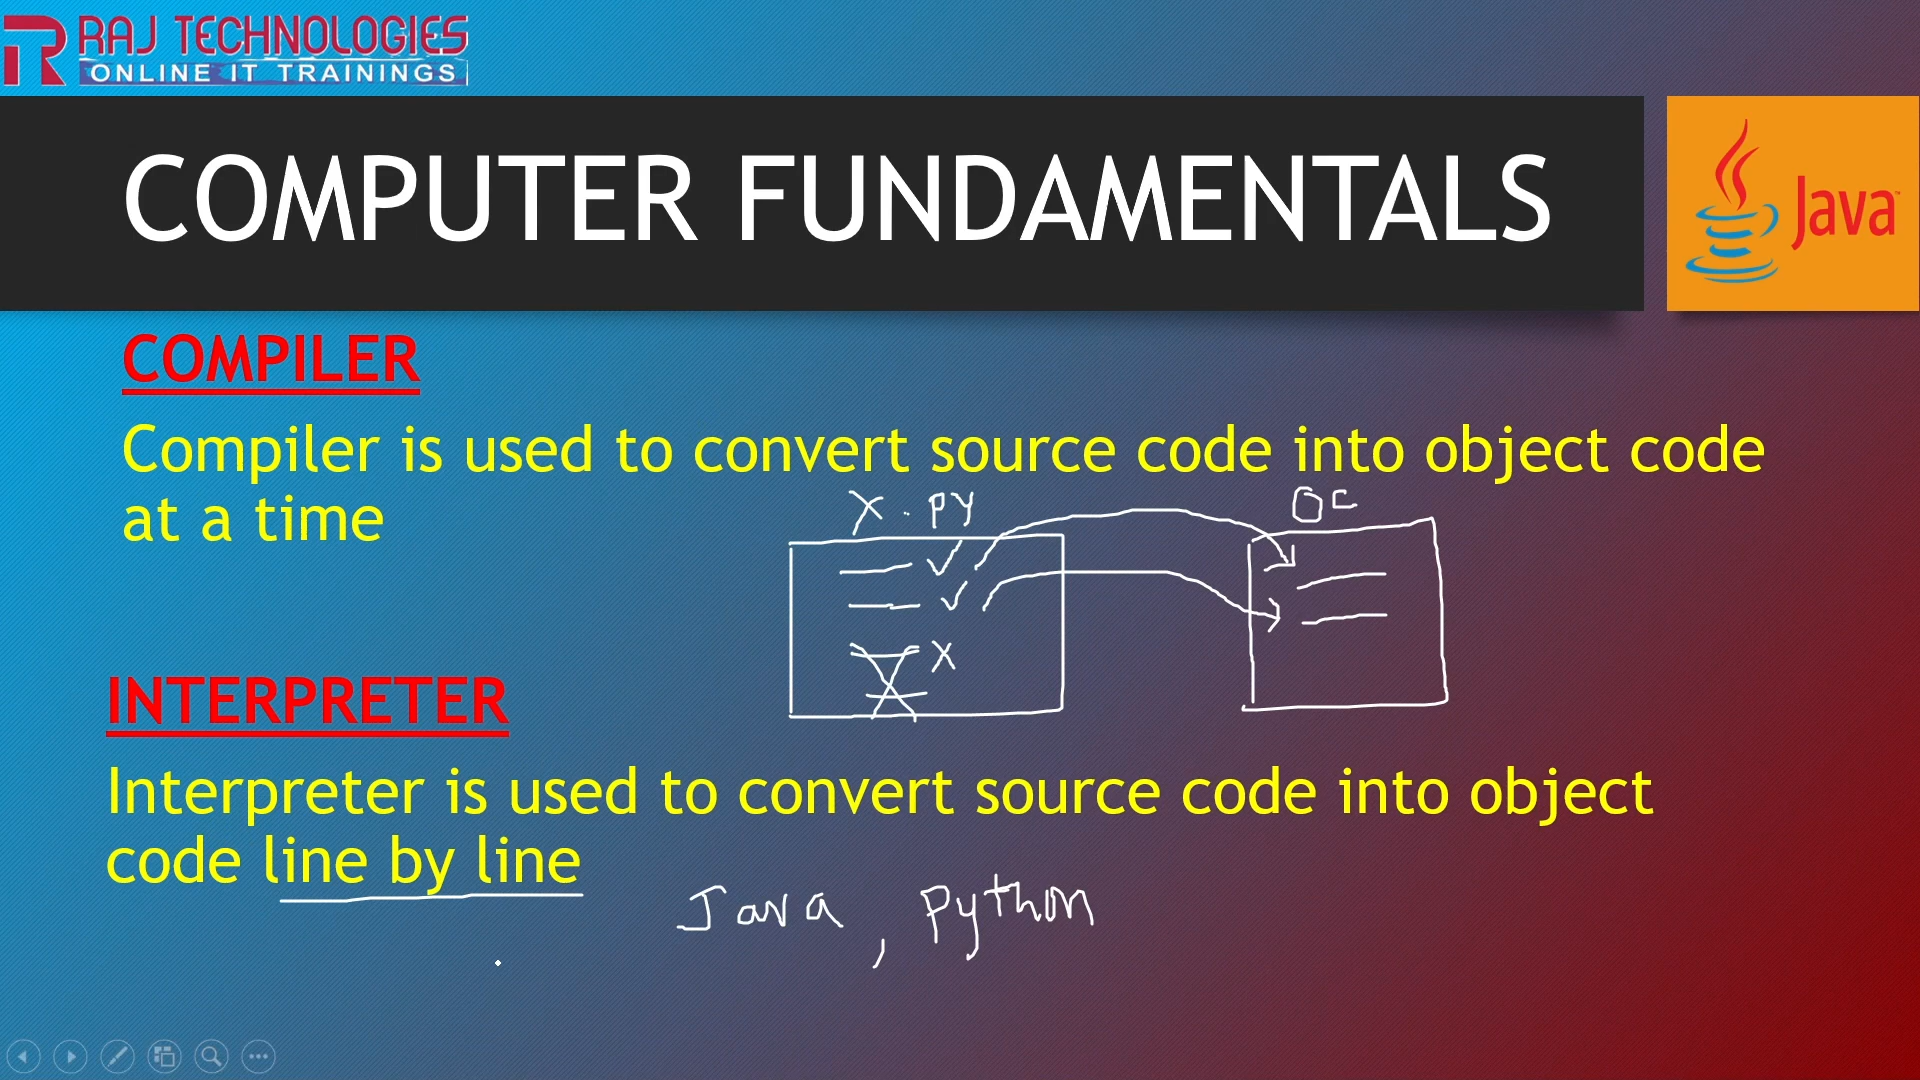 RAJ TECHNOLOGIES
ONLINE IT TRAININGS
COMPUTER FUNDAMENTALS
Java™
COMPILER
Compiler is used to convert source code into object code
at a time
X.py
OC
INTERPRETER
Interpreter is used to convert source code into object
code line by line
Java, Python